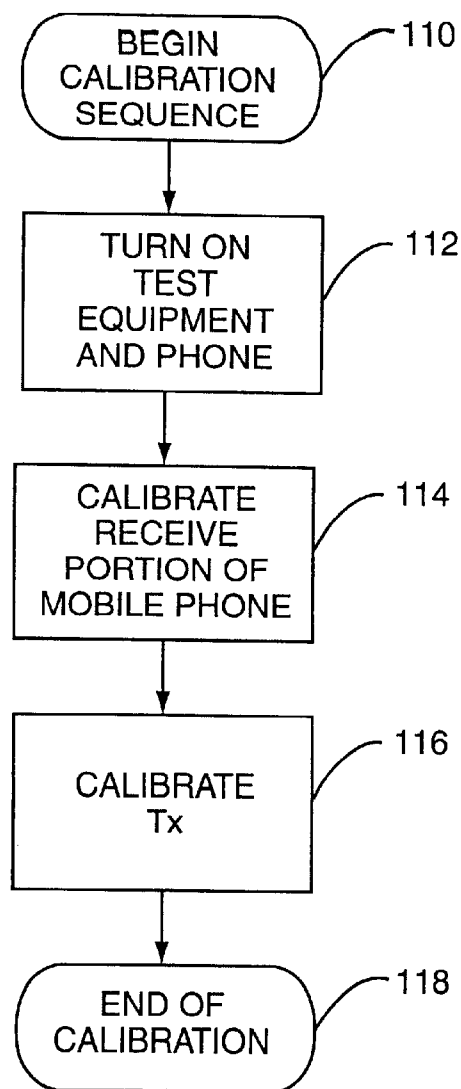 BEGIN
CALIBRATION
SEQUENCE
110
TURN ON
TEST
EQUIPMENT
AND PHONE
112
CALIBRATE
RECEIVE
PORTION OF
MOBILE PHONE
114
CALIBRATE
Tx
116
END OF
CALIBRATION
118